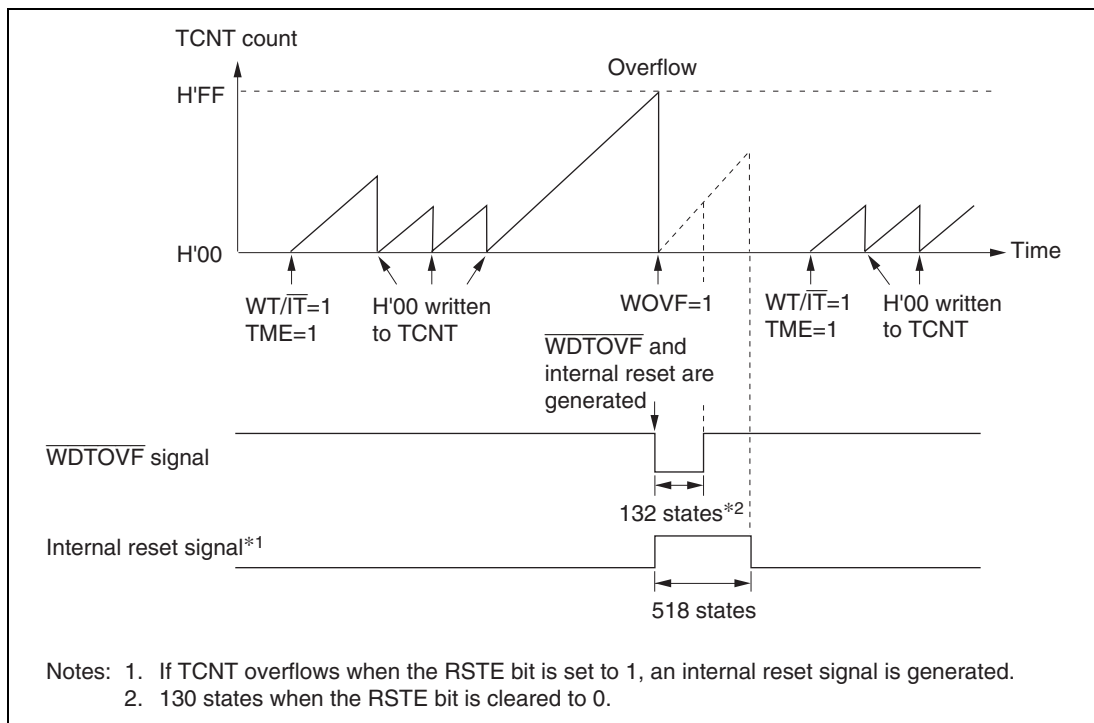 TCNT count
Overflow
H'FF
H'00
Time
WT/IT=1
TME=1
H'00 written
to TCNT
WOVF=1
WT/IT=1
TME=1
H'00 written
to TCNT
WDTOVF and
internal reset are
generated
WDTOVF signal
132 states*2
Internal reset signal*1
518 states
Notes: 1. If TCNT overflows when the RSTE bit is set to 1, an internal reset signal is generated.
2. 130 states when the RSTE bit is cleared to 0.